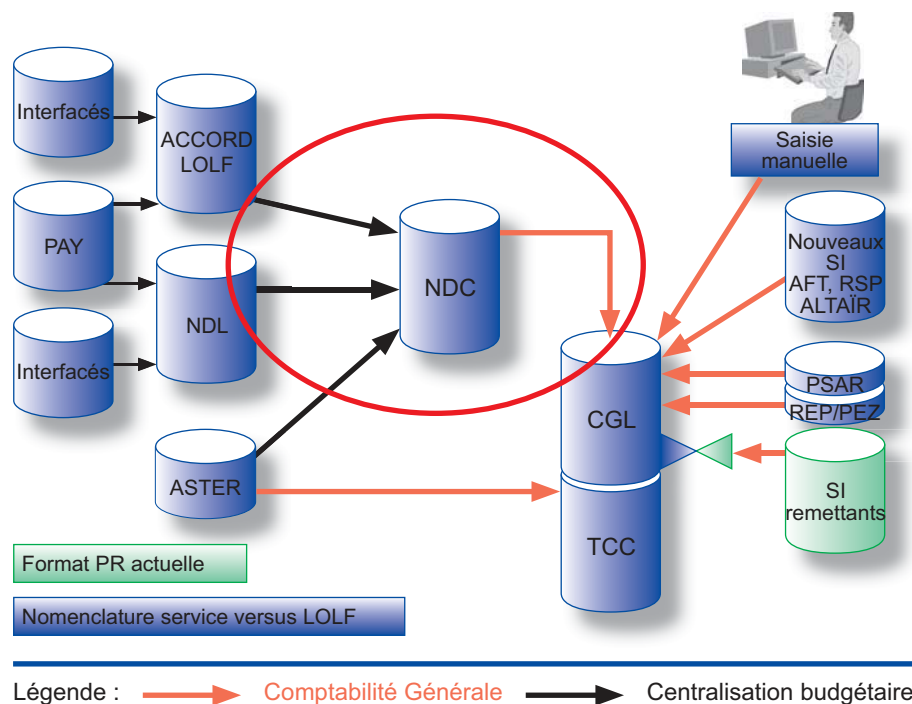 Interfacés
ACCORD
LOLF
PAY
NDL
Interfacés
ASTER
NDC
Saisie
manuelle
Nouveaux
SI
AFT, RSP
ALTAÏR
PSAR
REP/PEZ
CGL
SI
remettants
TCC
Format PR actuelle
Nomenclature service versus LOLF
Légende : Comptabilité Générale Centralisation budgétaire